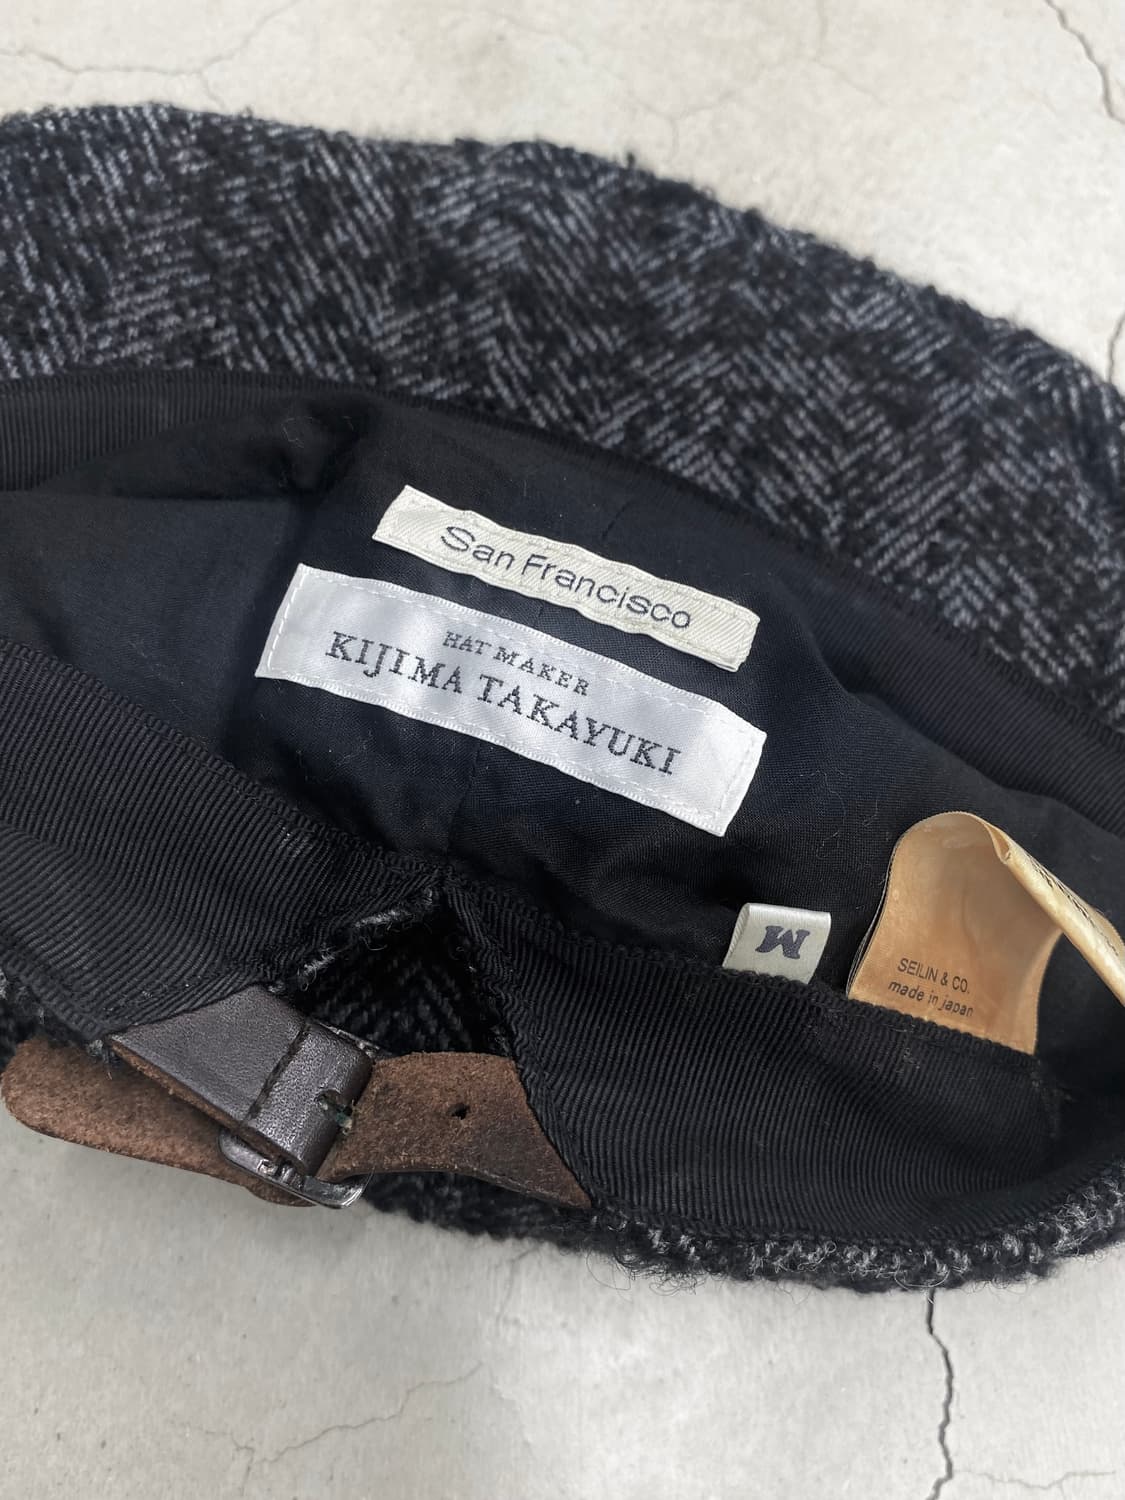 San Francisco
HAT MAKER
KIJIMA TAKAYUKI
M
SEILIN & CO.
made in japan